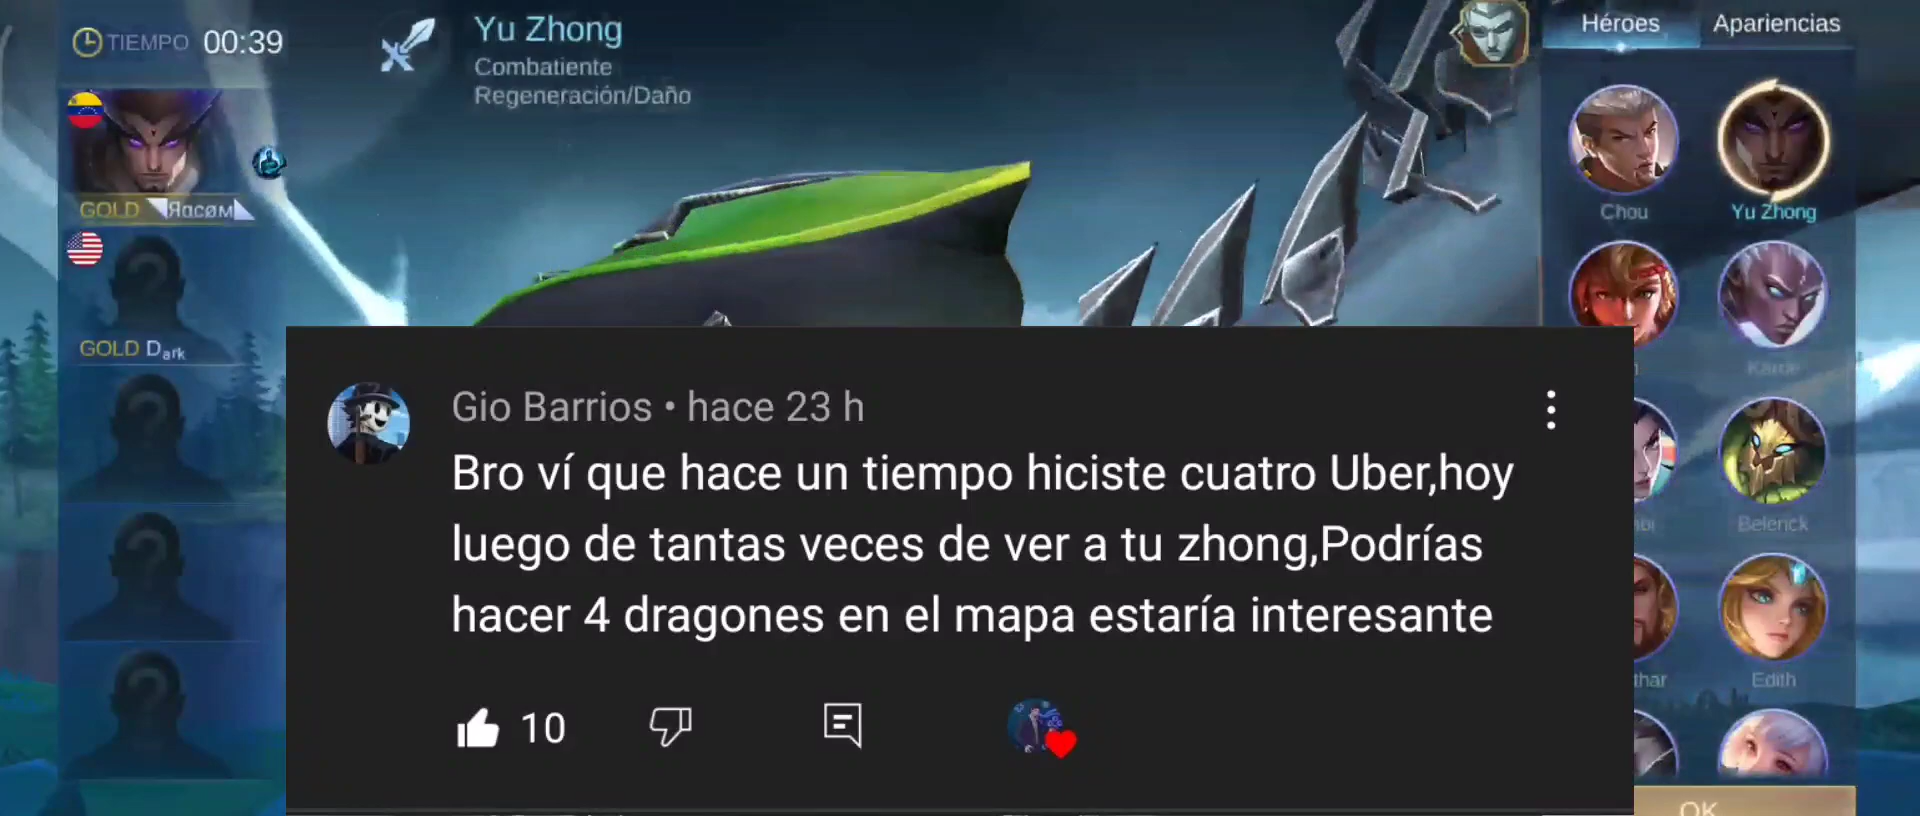 TIEMPO 00:39
Yu Zhong
Combatiente
Regeneración/Daño
Héroes Apariencias
Chou Yu Zhong
GOLD Яαcøм
GOLD Dark
Gio Barrios • hace 23 h
Bro ví que hace un tiempo hiciste cuatro Uber,hoy
luego de tantas veces de ver a tu zhong,Podrías
hacer 4 dragones en el mapa estaría interesante
10
Belerick
Edith
OK